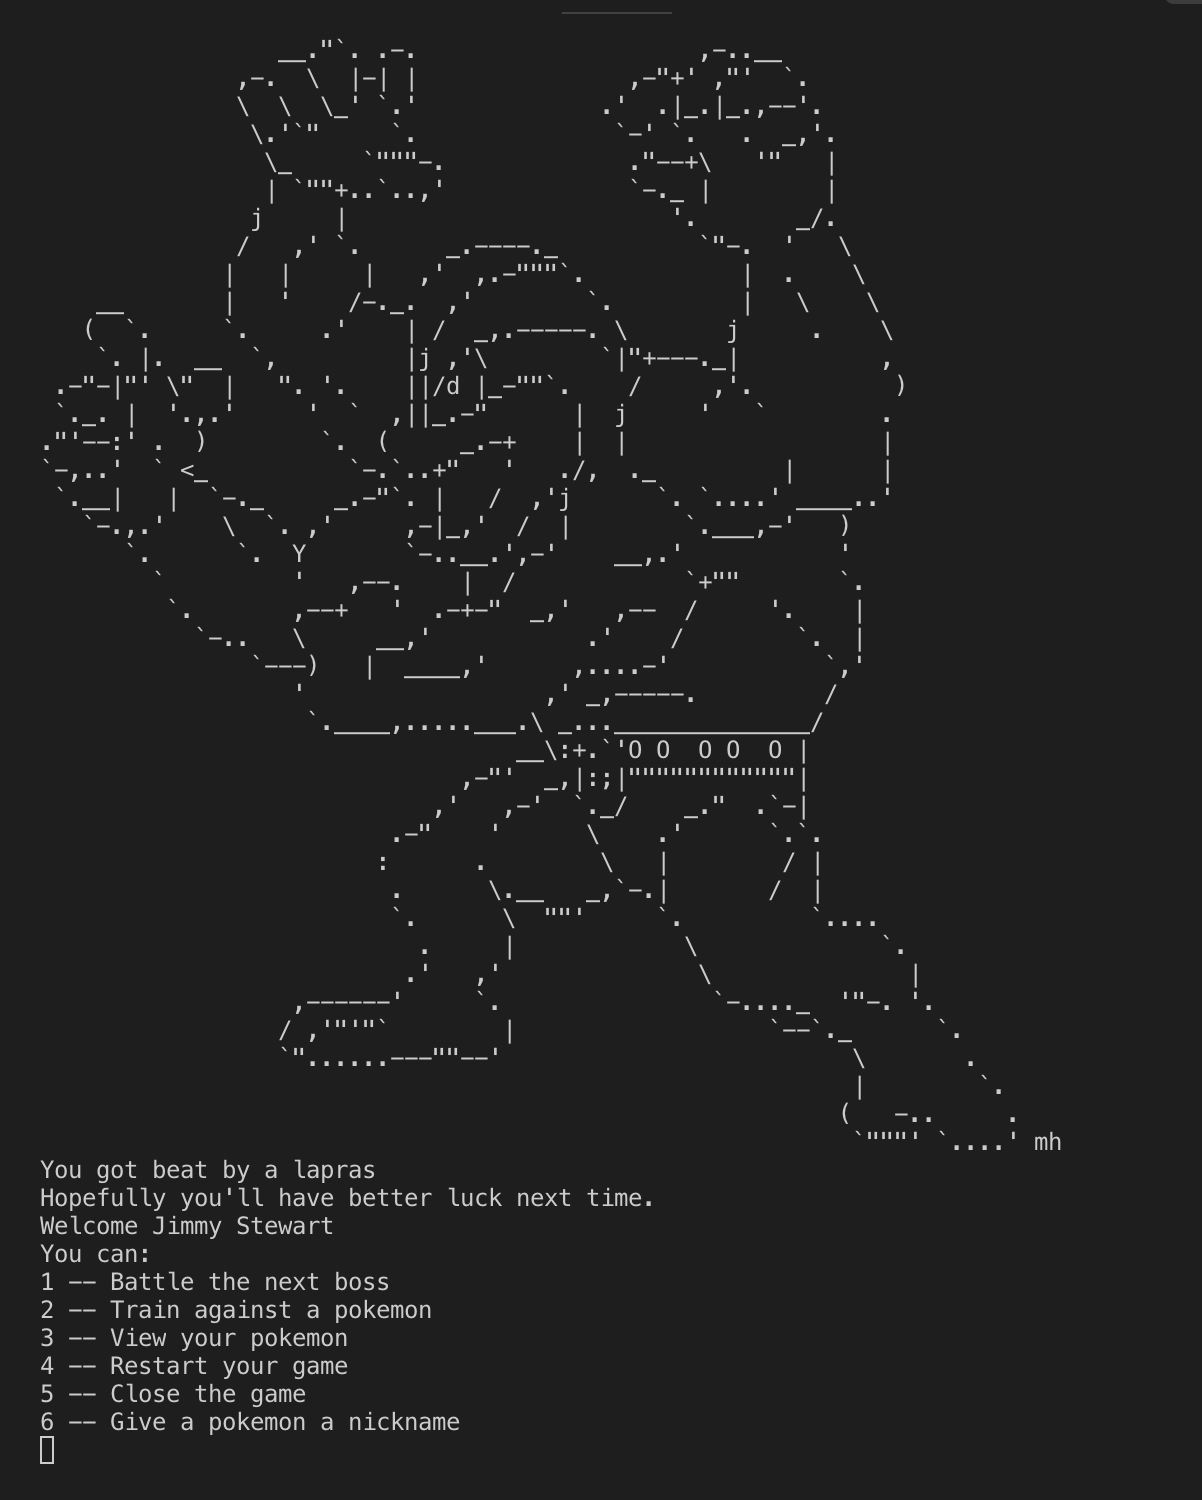 mh
You got beat by a lapras
Hopefully you'll have better luck next time.
Welcome Jimmy Stewart
You can:
1 -- Battle the next boss
2 -- Train against a pokemon
3 -- View your pokemon
4 -- Restart your game
5 -- Close the game
6 -- Give a pokemon a nickname